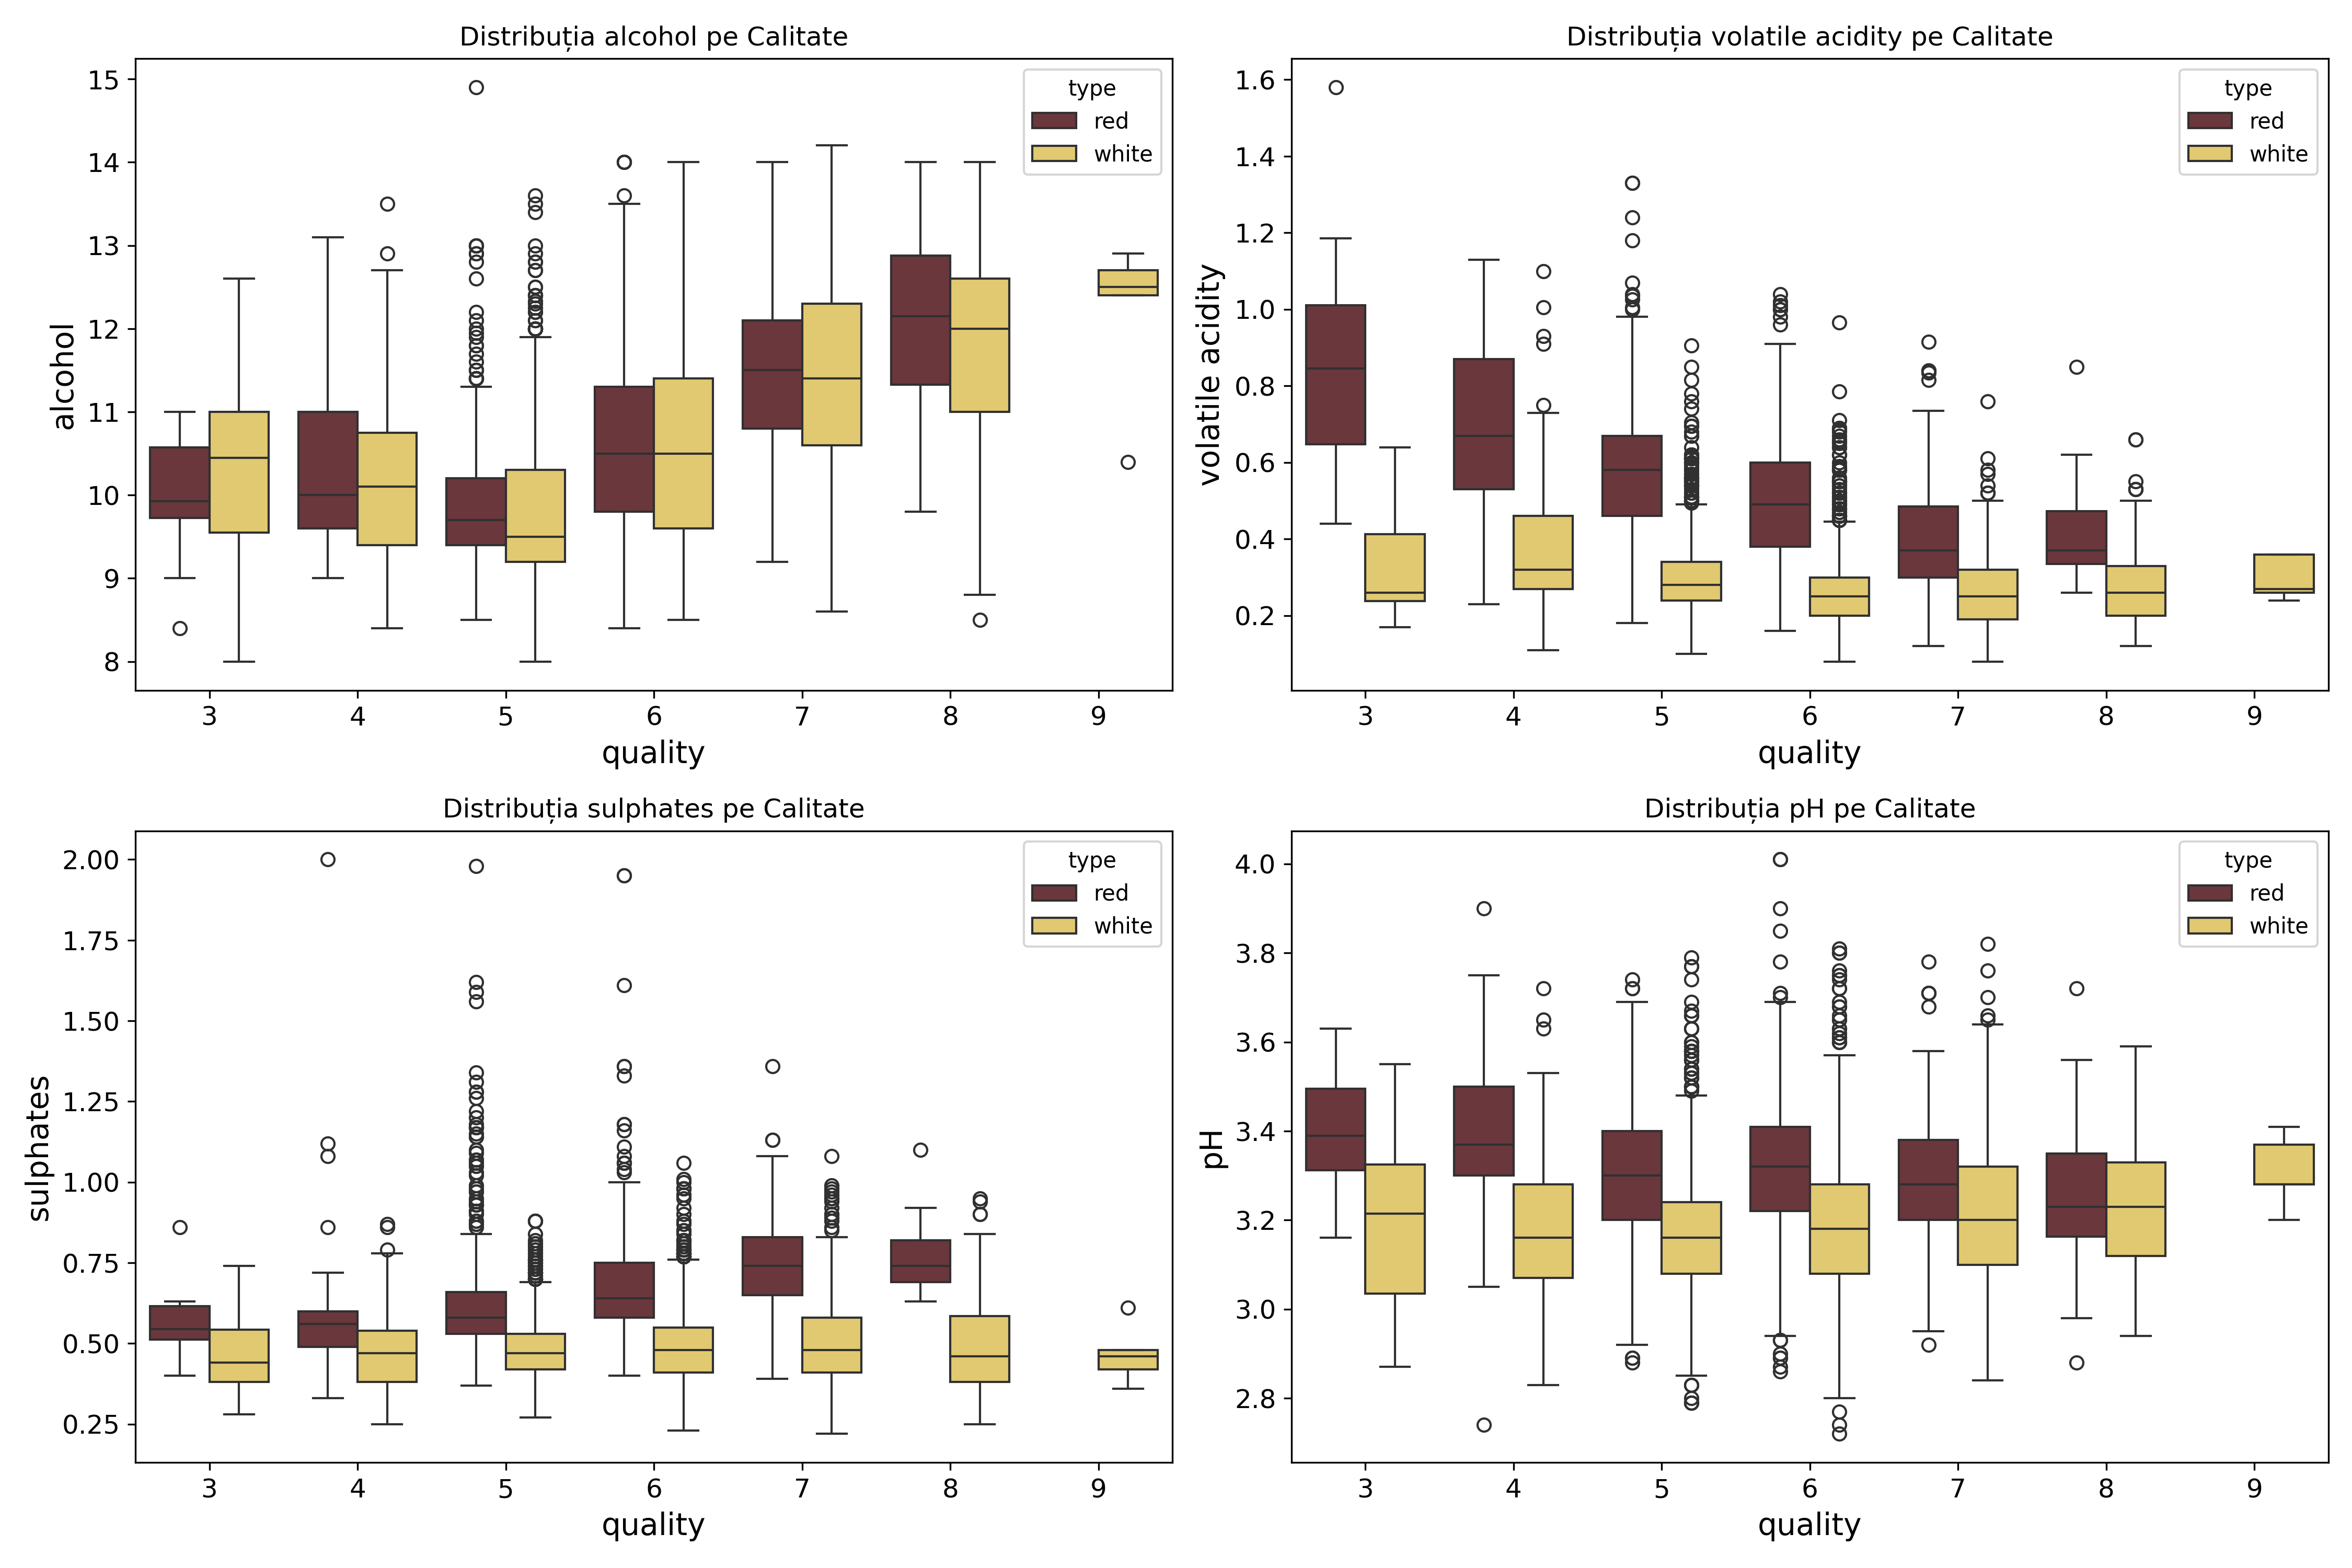 Distribuția alcohol pe Calitate
15
14
13
12
11
10
9
8
alcohol
type
red
white
3 4 5 6 7 8 9
quality
Distribuția volatile acidity pe Calitate
1.6
1.4
1.2
1.0
0.8
0.6
0.4
0.2
volatile acidity
type
red
white
3 4 5 6 7 8 9
quality
Distribuția sulphates pe Calitate
2.00
1.75
1.50
1.25
1.00
0.75
0.50
0.25
sulphates
type
red
white
3 4 5 6 7 8 9
quality
Distribuția pH pe Calitate
4.0
3.8
3.6
3.4
3.2
3.0
2.8
pH
type
red
white
3 4 5 6 7 8 9
quality